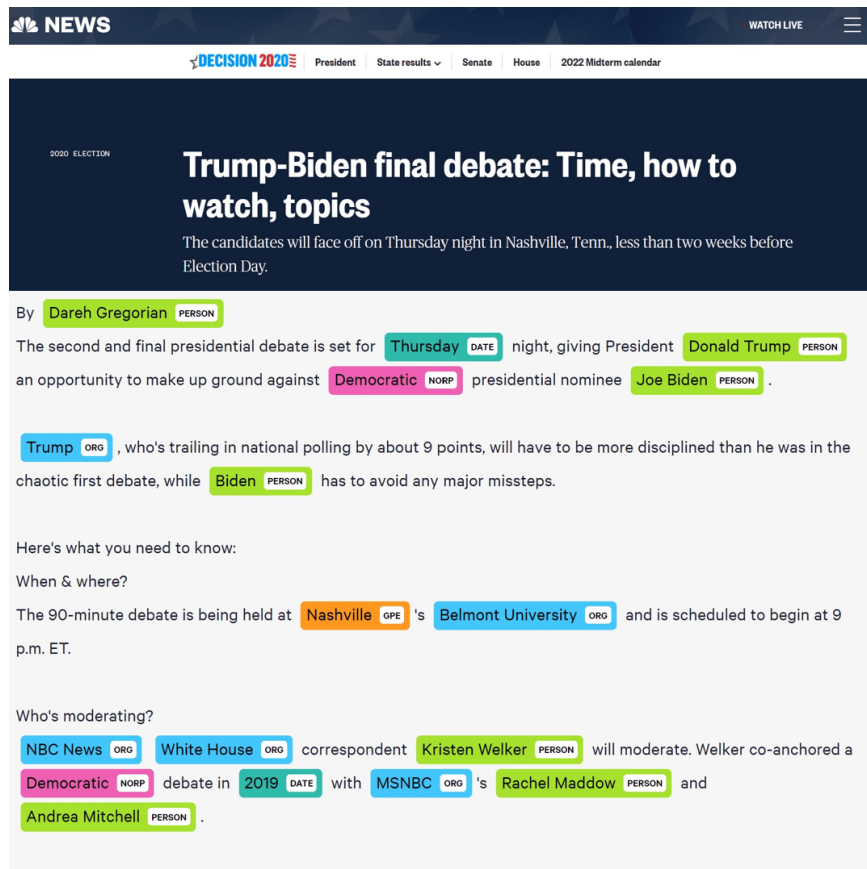 NEWS
WATCH LIVE
DECISION 2020
President
State results
Senate
House
2022 Midterm calendar
2020 ELECTION
Trump-Biden final debate: Time, how to
watch, topics
The candidates will face off on Thursday night in Nashville, Tenn., less than two weeks before
Election Day.
By Dareh Gregorian PERSON
The second and final presidential debate is set for Thursday DATE night, giving President Donald Trump PERSON
an opportunity to make up ground against Democratic NORP presidential nominee Joe Biden PERSON .
Trump ORG , who's trailing in national polling by about 9 points, will have to be more disciplined than he was in the
chaotic first debate, while Biden PERSON has to avoid any major missteps.
Here's what you need to know:
When & where?
The 90-minute debate is being held at Nashville GPE 's Belmont University ORG and is scheduled to begin at 9
p.m. ET.
Who's moderating?
NBC News ORG White House ORG correspondent Kristen Welker PERSON will moderate. Welker co-anchored a
Democratic NORP debate in 2019 DATE with MSNBC ORG 's Rachel Maddow PERSON and
Andrea Mitchell PERSON .